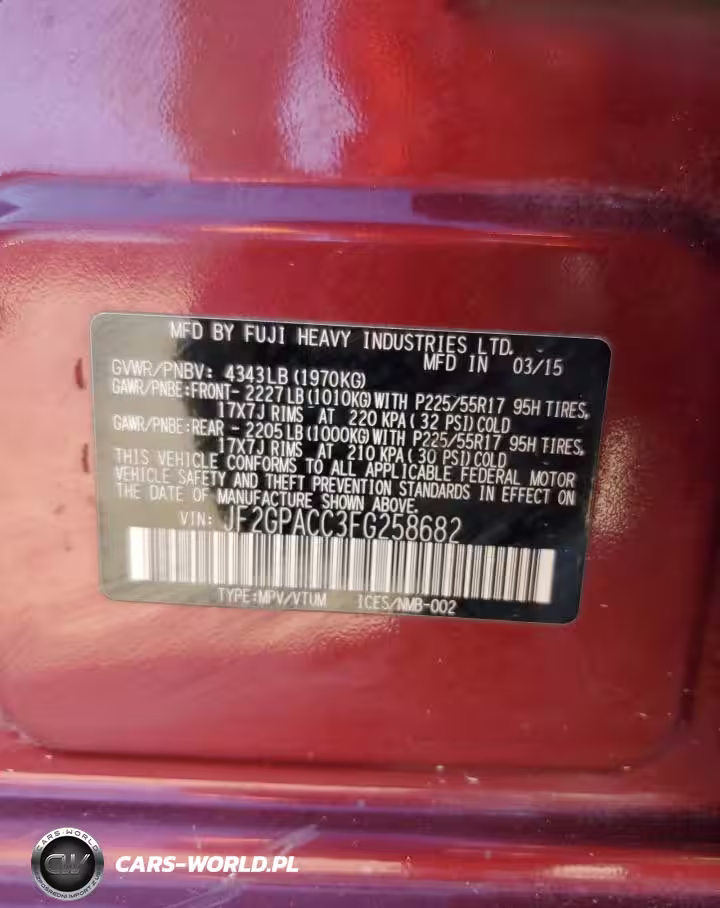 MFD BY FUJI HEAVY INDUSTRIES LTD.
MFD IN 03/15
GVWR/PNBV: 4343LB (1970KG)
GAWR/PNBE:FRONT- 2227LB (1010KG) WITH P225/55R17 95H TIRES,
17X7J RIMS AT 220 KPA ( 32 PSI) COLD
GAWR/PNBE:REAR - 2205LB (1000KG) WITH P225/55R17 95H TIRES,
17X7J RIMS AT 210 KPA ( 30 PSI) COLD
THIS VEHICLE CONFORMS TO ALL APPLICABLE FEDERAL MOTOR
VEHICLE SAFETY AND THEFT PREVENTION STANDARDS IN EFFECT ON
THE DATE OF MANUFACTURE SHOWN ABOVE.
VIN: JF2GPACC3FG258682
TYPE:MPV/VTUM ICES/NMB-002
CARS-WORLD
CW
CARS-WORLD.PL